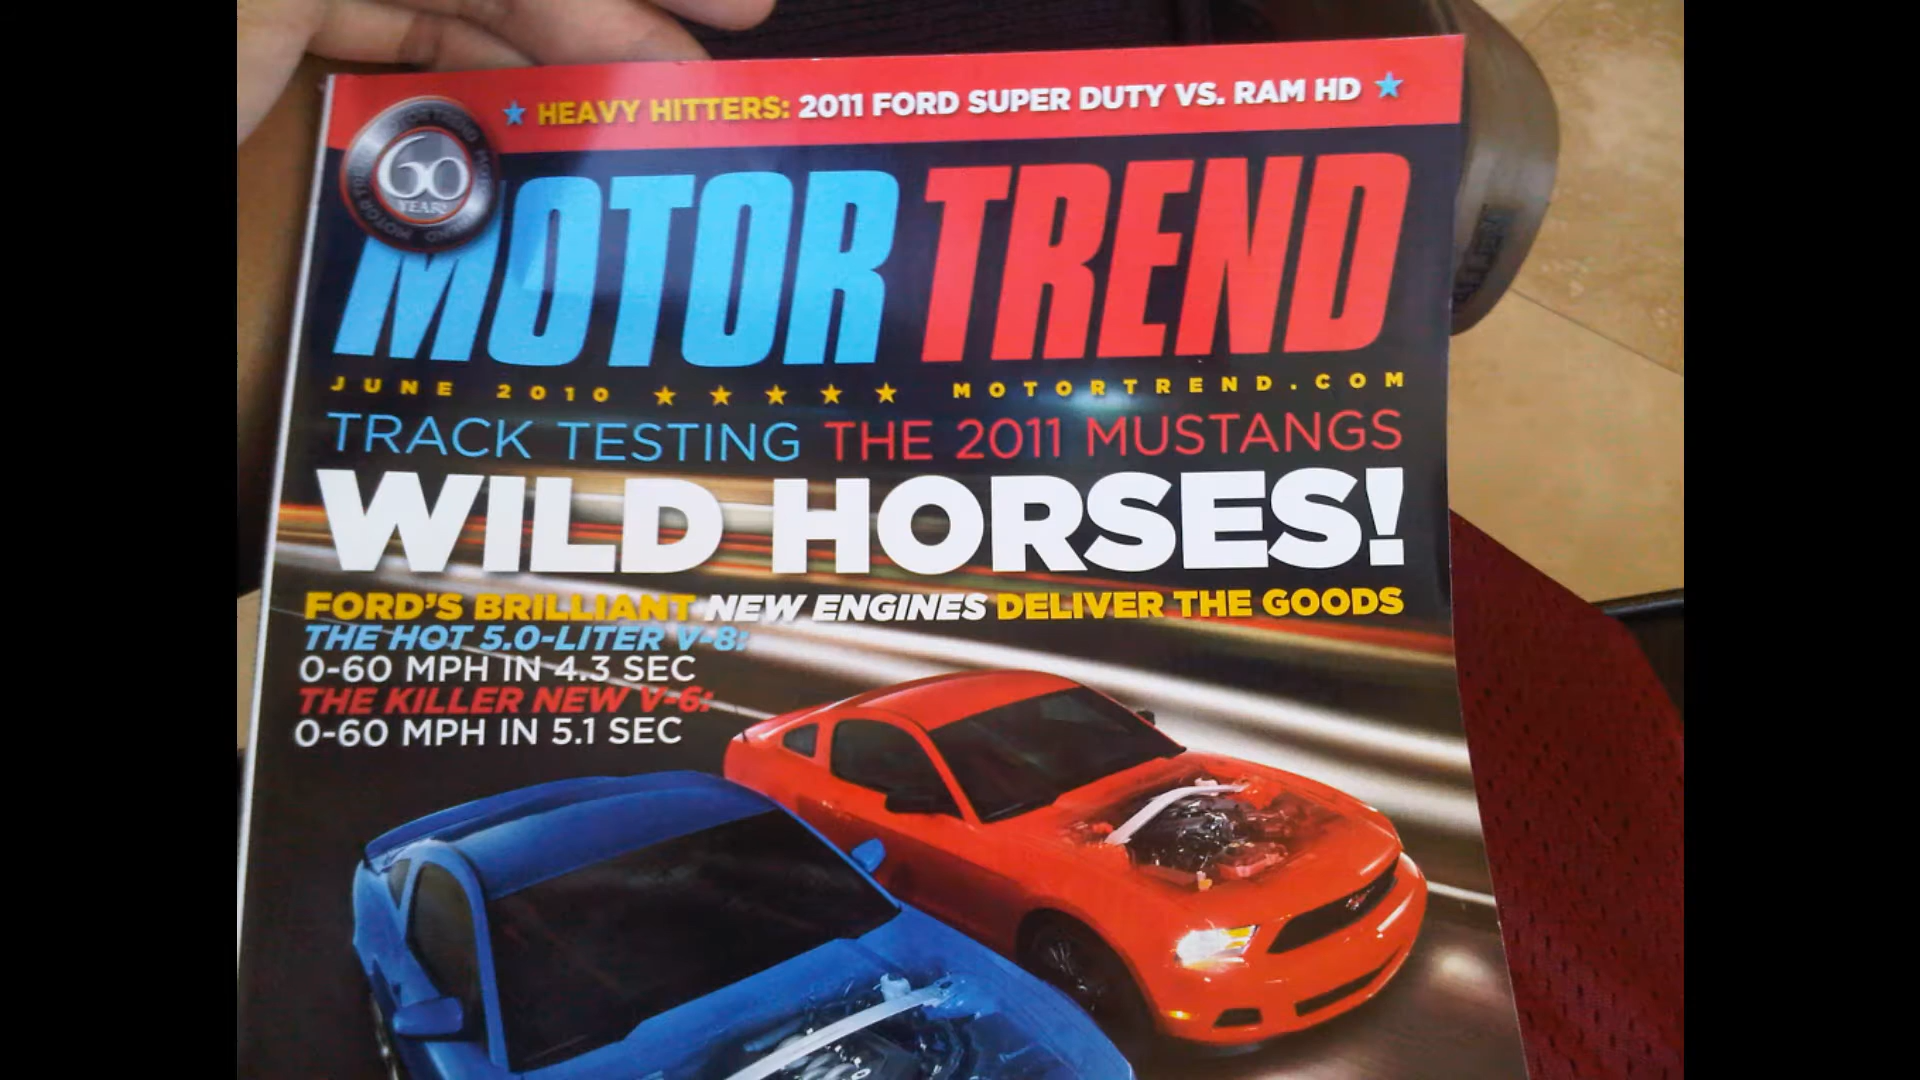 HEAVY HITTERS: 2011 FORD SUPER DUTY VS. RAM HD
60
YEARS
MOTOR TREND
JUNE 2010 MOTORTREND.COM
TRACK TESTING THE 2011 MUSTANGS
WILD HORSES!
FORD'S BRILLIANT NEW ENGINES DELIVER THE GOODS
THE HOT 5.0-LITER V-8:
0-60 MPH IN 4.3 SEC
THE KILLER NEW V-6:
0-60 MPH IN 5.1 SEC